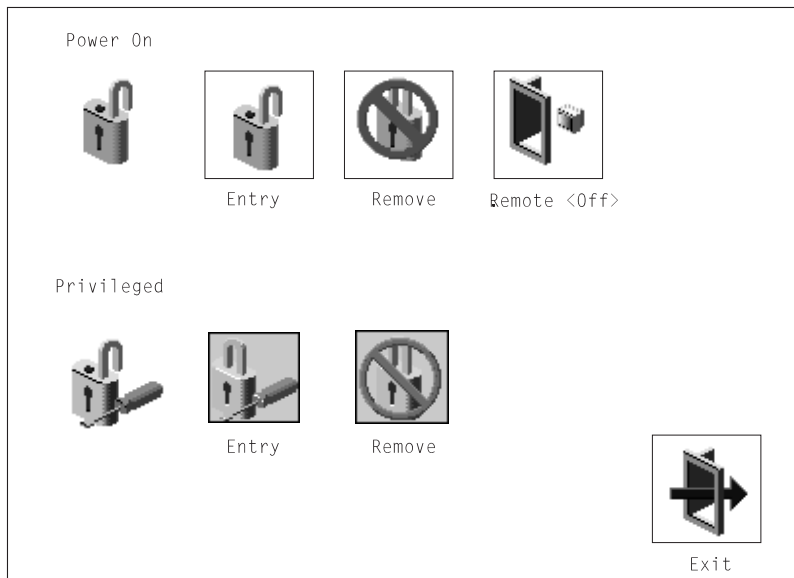 Power On
Entry Remove Remote <Off>
Privileged
Entry Remove
Exit